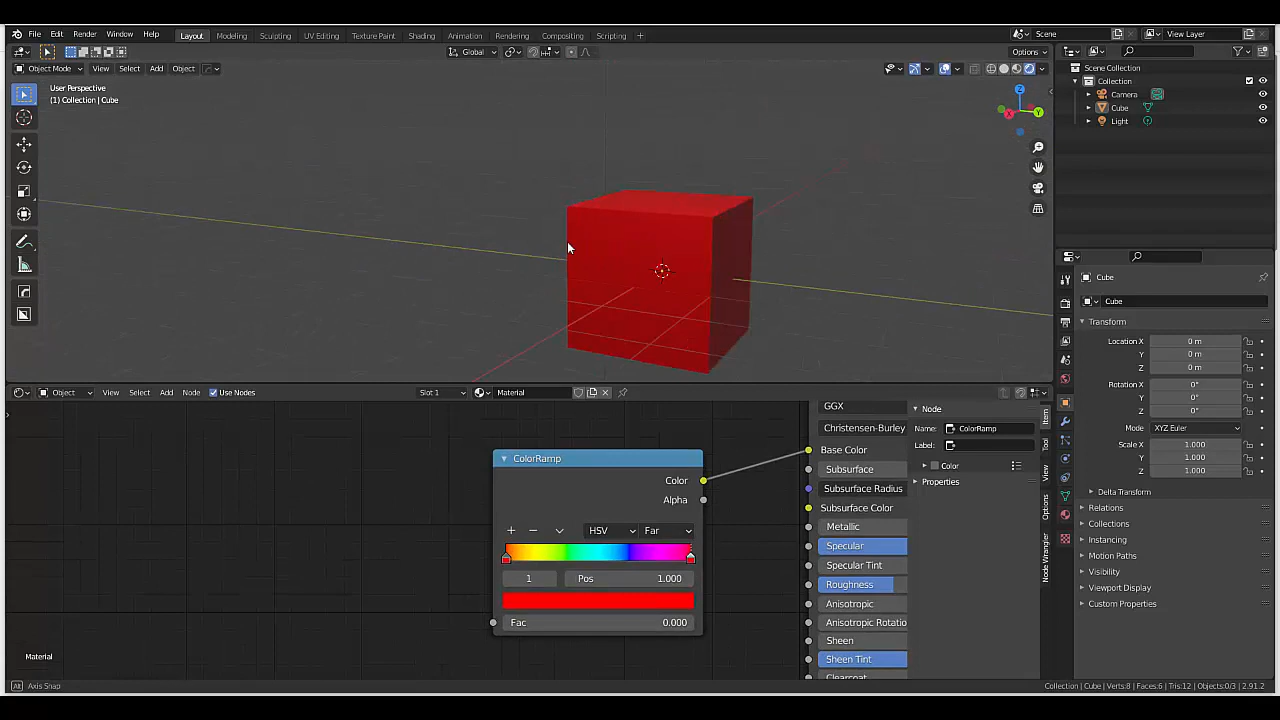 File Edit Render Window Help Layout Modeling Sculpting UV Editing Texture Paint Shading Animation Rendering Compositing Scripting + Scene View Layer
Global Options
Object Mode View Select Add Object
User Perspective
(1) Collection | Cube
Z
X
Y
Scene Collection
Collection
Camera
Cube
Light
Cube
Cube
Transform
Location X 0 m
Y 0 m
Z 0 m
Rotation X 0°
Y 0°
Z 0°
Mode XYZ Euler
Scale X 1.000
Y 1.000
Z 1.000
Delta Transform
Relations
Collections
Instancing
Motion Paths
Visibility
Viewport Display
Custom Properties
Object View Select Add Node Use Nodes Slot 1 Material
ColorRamp
Color
Alpha
+ − HSV Far
1 Pos 1.000
Fac 0.000
GGX
Christensen-Burley
Base Color
Subsurface
Subsurface Radius
Subsurface Color
Metallic
Specular
Specular Tint
Roughness
Anisotropic
Anisotropic Rotatio
Sheen
Sheen Tint
Clearcoat
Node
Name: ColorRamp
Label:
Color
Properties
Item
Tool
View
Options
Node Wrangler
Material
Alt Axis Snap
Collection | Cube | Verts:8 | Faces:6 | Tris:12 | Objects:0/3 | 2.91.2